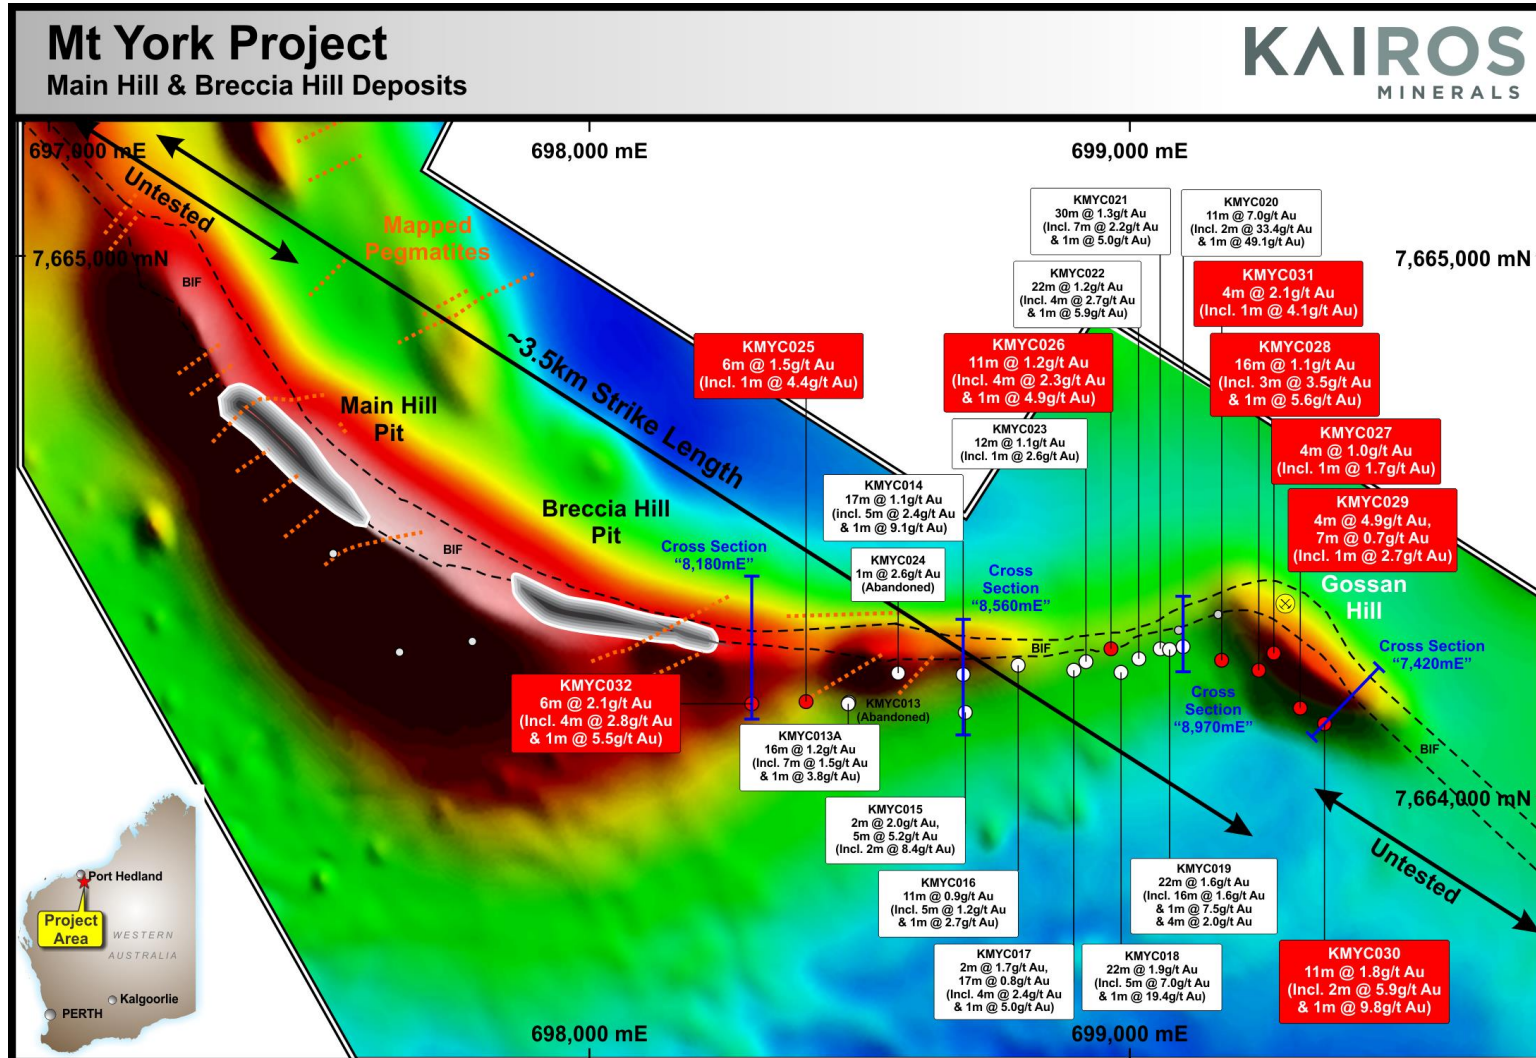 Mt York Project
Main Hill & Breccia Hill Deposits
KAIROS
MINERALS
697,000 mE
698,000 mE
699,000 mE
Untested
Mapped
Pegmatites
7,665,000 mN
7,665,000 mN
BIF
~3.5km Strike Length
KMYC021
30m @ 1.3g/t Au
(Incl. 7m @ 2.2g/t Au
& 1m @ 5.0g/t Au)
KMYC020
11m @ 7.0g/t Au
(Incl. 2m @ 33.4g/t Au
& 1m @ 49.1g/t Au)
KMYC022
22m @ 1.2g/t Au
(Incl. 4m @ 2.7g/t Au
& 1m @ 5.9g/t Au)
KMYC031
4m @ 2.1g/t Au
(Incl. 1m @ 4.1g/t Au)
KMYC025
6m @ 1.5g/t Au
(Incl. 1m @ 4.4g/t Au)
KMYC026
11m @ 1.2g/t Au
(Incl. 4m @ 2.3g/t Au
& 1m @ 4.9g/t Au)
KMYC028
16m @ 1.1g/t Au
(Incl. 3m @ 3.5g/t Au
& 1m @ 5.6g/t Au)
Main Hill
Pit
KMYC023
12m @ 1.1g/t Au
(Incl. 1m @ 2.6g/t Au)
KMYC027
4m @ 1.0g/t Au
(Incl. 1m @ 1.7g/t Au)
KMYC014
17m @ 1.1g/t Au
(incl. 5m @ 2.4g/t Au
& 1m @ 9.1g/t Au)
KMYC029
4m @ 4.9g/t Au,
7m @ 0.7g/t Au
(Incl. 1m @ 2.7g/t Au)
Breccia Hill
Pit
BIF
Cross Section
“8,180mE”
KMYC024
1m @ 2.6g/t Au
(Abandoned)
Cross
Section
“8,560mE”
Gossan
Hill
BIF
Cross Section
“7,420mE”
Cross
Section
“8,970mE”
BIF
KMYC032
6m @ 2.1g/t Au
(Incl. 4m @ 2.8g/t Au
& 1m @ 5.5g/t Au)
KMYC013
(Abandoned)
KMYC013A
16m @ 1.2g/t Au
(Incl. 7m @ 1.5g/t Au
& 1m @ 3.8g/t Au)
7,664,000 mN
Untested
KMYC015
2m @ 2.0g/t Au,
5m @ 5.2g/t Au
(Incl. 2m @ 8.4g/t Au)
KMYC016
11m @ 0.9g/t Au
(Incl. 5m @ 1.2g/t Au
& 1m @ 2.7g/t Au)
KMYC019
22m @ 1.6g/t Au
(Incl. 16m @ 1.6g/t Au
& 1m @ 7.5g/t Au
& 4m @ 2.0g/t Au)
KMYC017
2m @ 1.7g/t Au,
17m @ 0.8g/t Au
(Incl. 4m @ 2.4g/t Au
& 1m @ 5.0g/t Au)
KMYC018
22m @ 1.9g/t Au
(Incl. 5m @ 7.0g/t Au
& 1m @ 19.4g/t Au)
KMYC030
11m @ 1.8g/t Au
(Incl. 2m @ 5.9g/t Au
& 1m @ 9.8g/t Au)
Port Hedland
Project
Area
WESTERN
AUSTRALIA
Kalgoorlie
PERTH
698,000 mE
699,000 mE